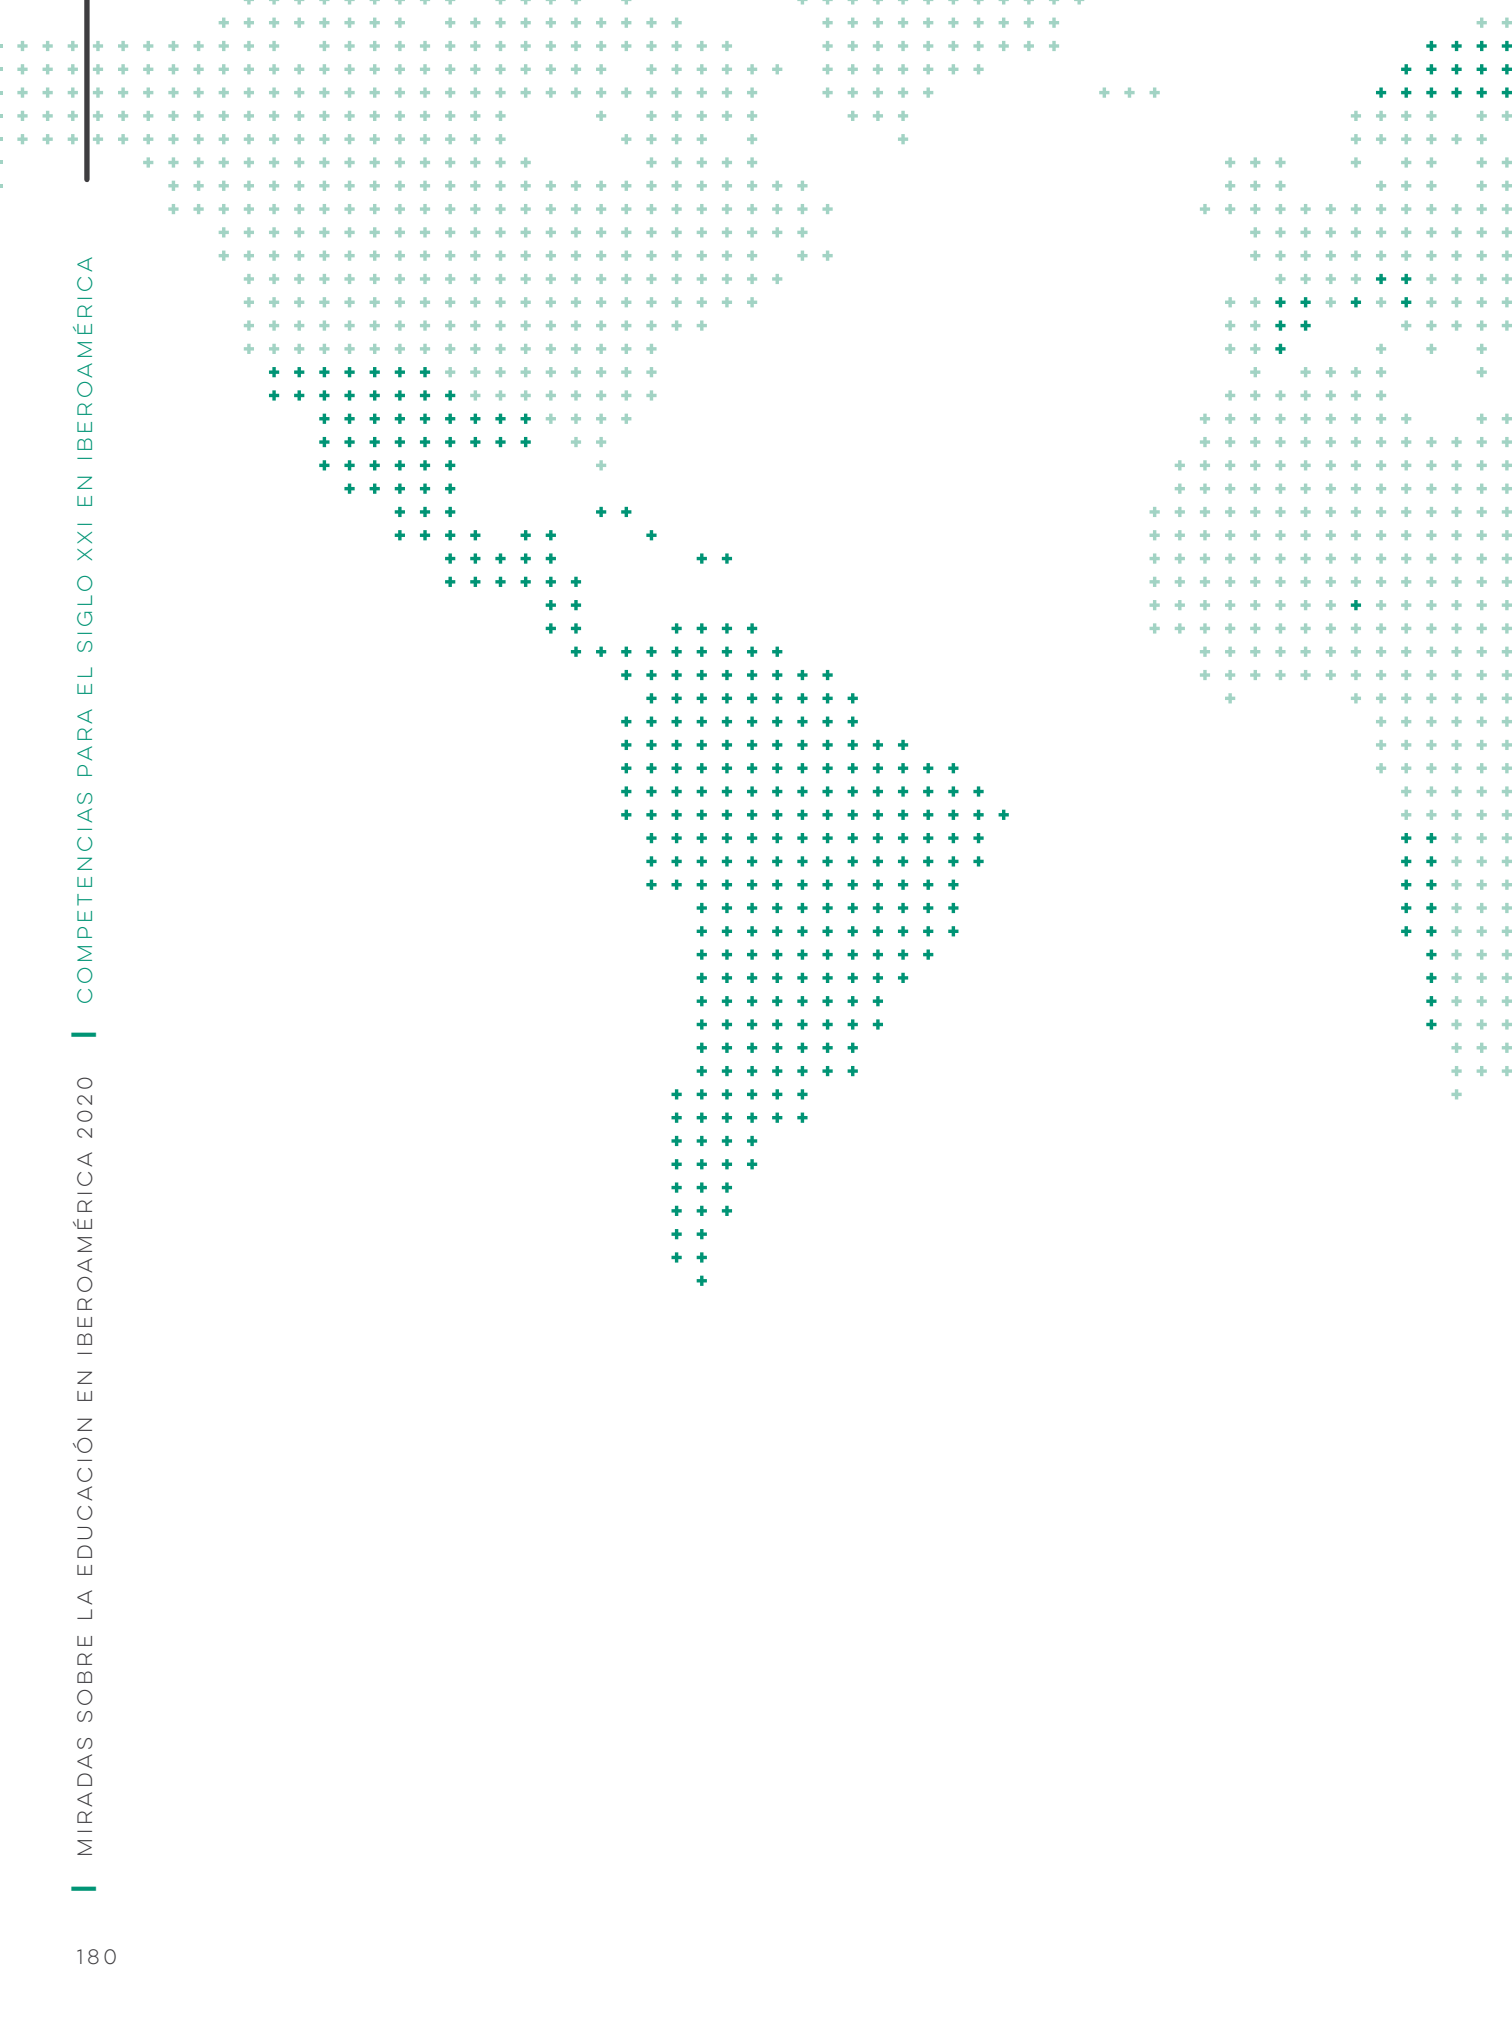 MIRADAS SOBRE LA EDUCACIÓN EN IBEROAMÉRICA 2020
COMPETENCIAS PARA EL SIGLO XXI EN IBEROAMÉRICA
180